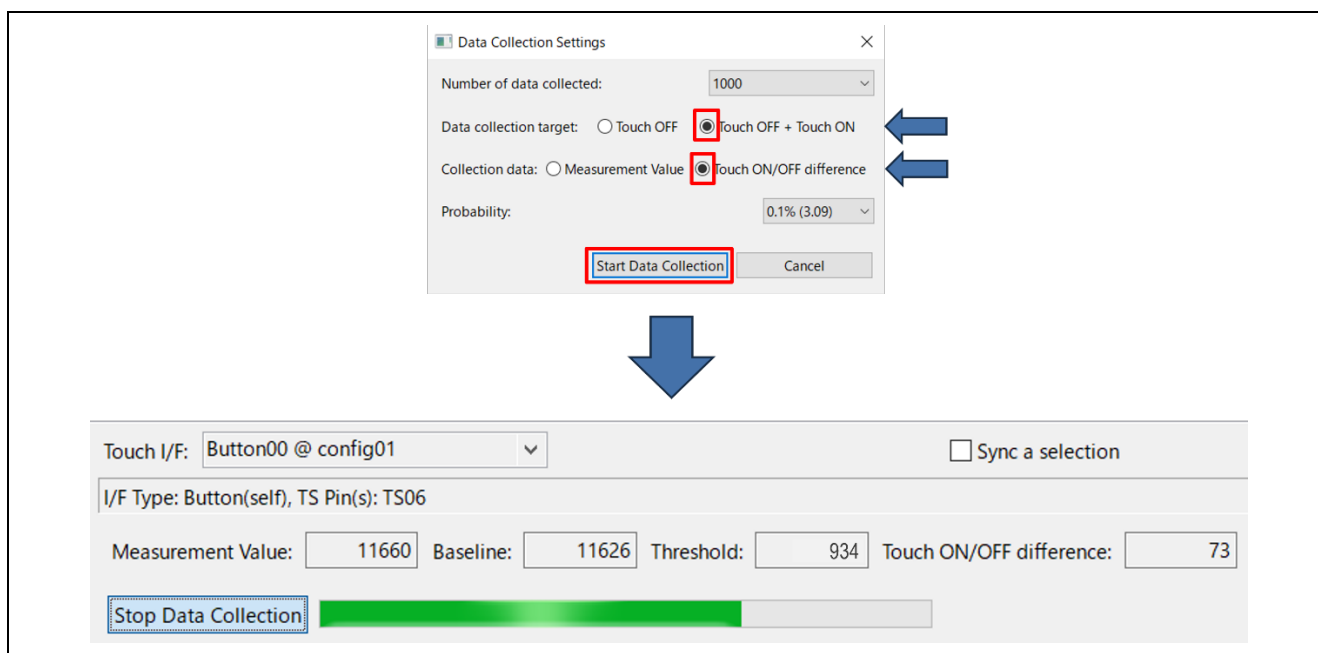 Data Collection Settings
Number of data collected: 1000
Data collection target: Touch OFF Touch OFF + Touch ON
Collection data: Measurement Value Touch ON/OFF difference
Probability: 0.1% (3.09)
Start Data Collection Cancel
Touch I/F: Button00 @ config01 Sync a selection
I/F Type: Button(self), TS Pin(s): TS06
Measurement Value: 11660 Baseline: 11626 Threshold: 934 Touch ON/OFF difference: 73
Stop Data Collection